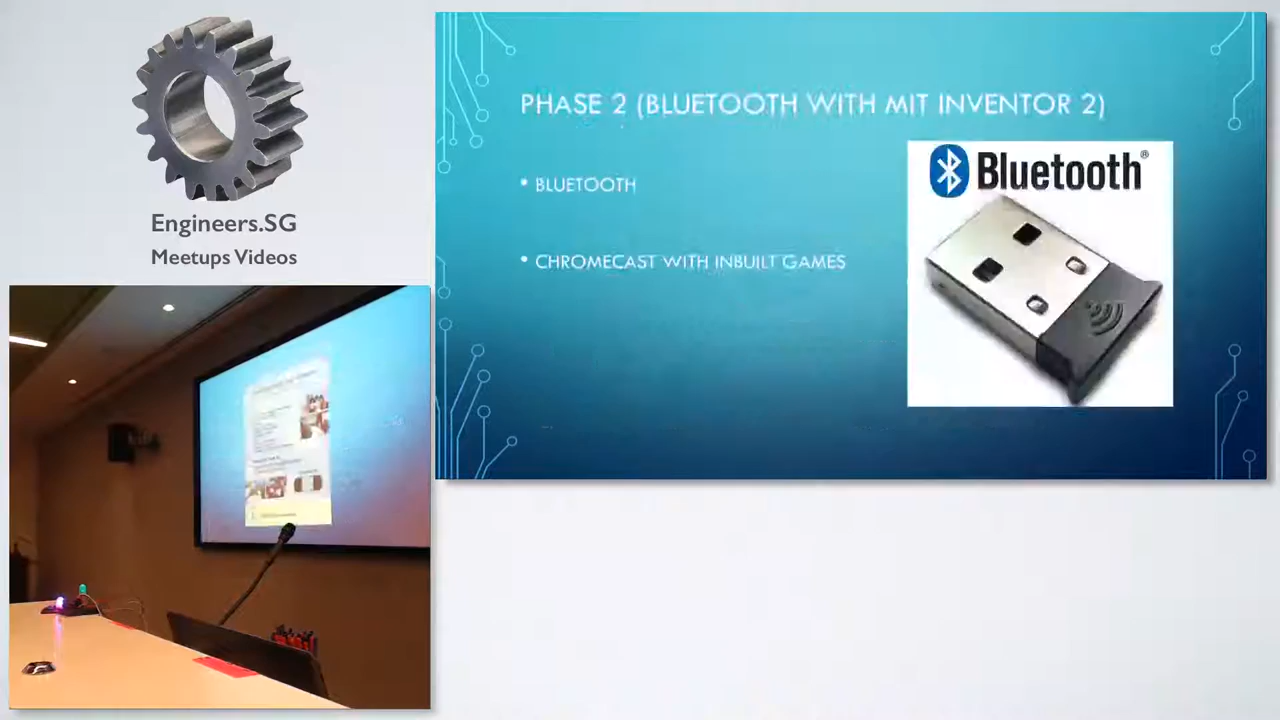 Engineers.SG
Meetups Videos
PHASE 2 (BLUETOOTH WITH MIT INVENTOR 2)
• BLUETOOTH
• CHROMECAST WITH INBUILT GAMES
Bluetooth®